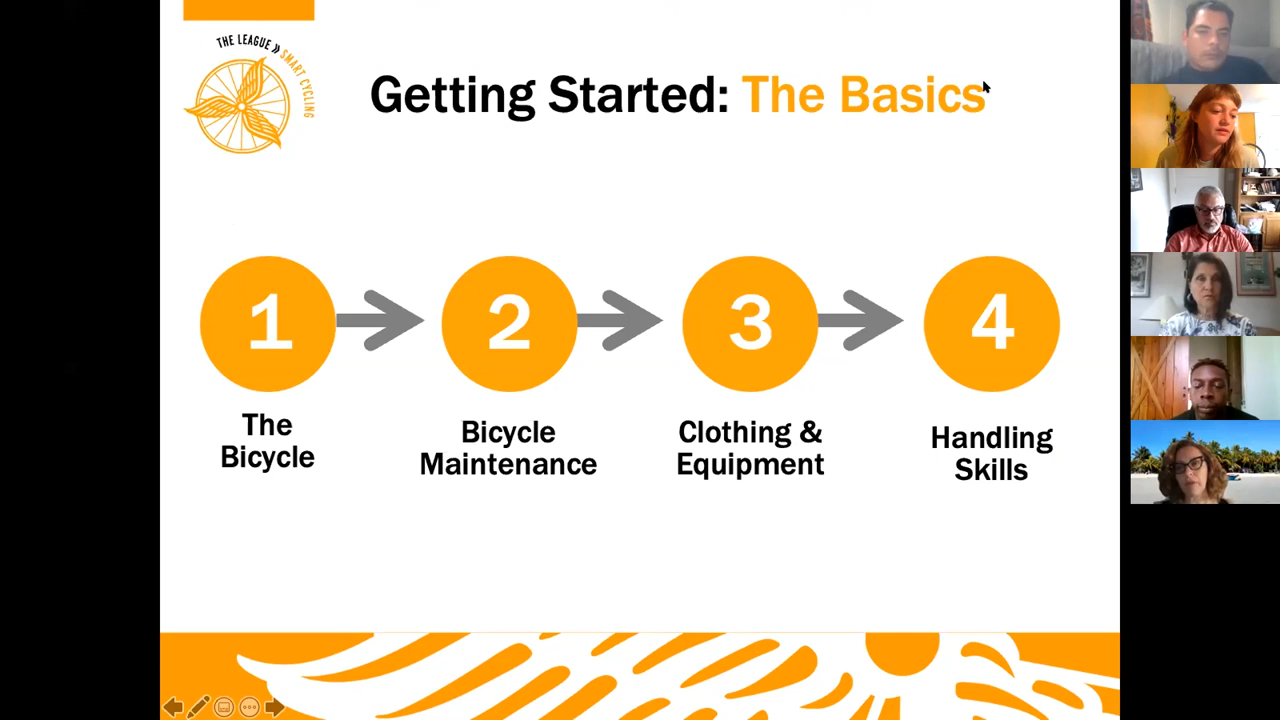 THE LEAGUE » SMART CYCLING
Getting Started: The Basics
1
2
3
4
The
Bicycle
Bicycle
Maintenance
Clothing &
Equipment
Handling
Skills